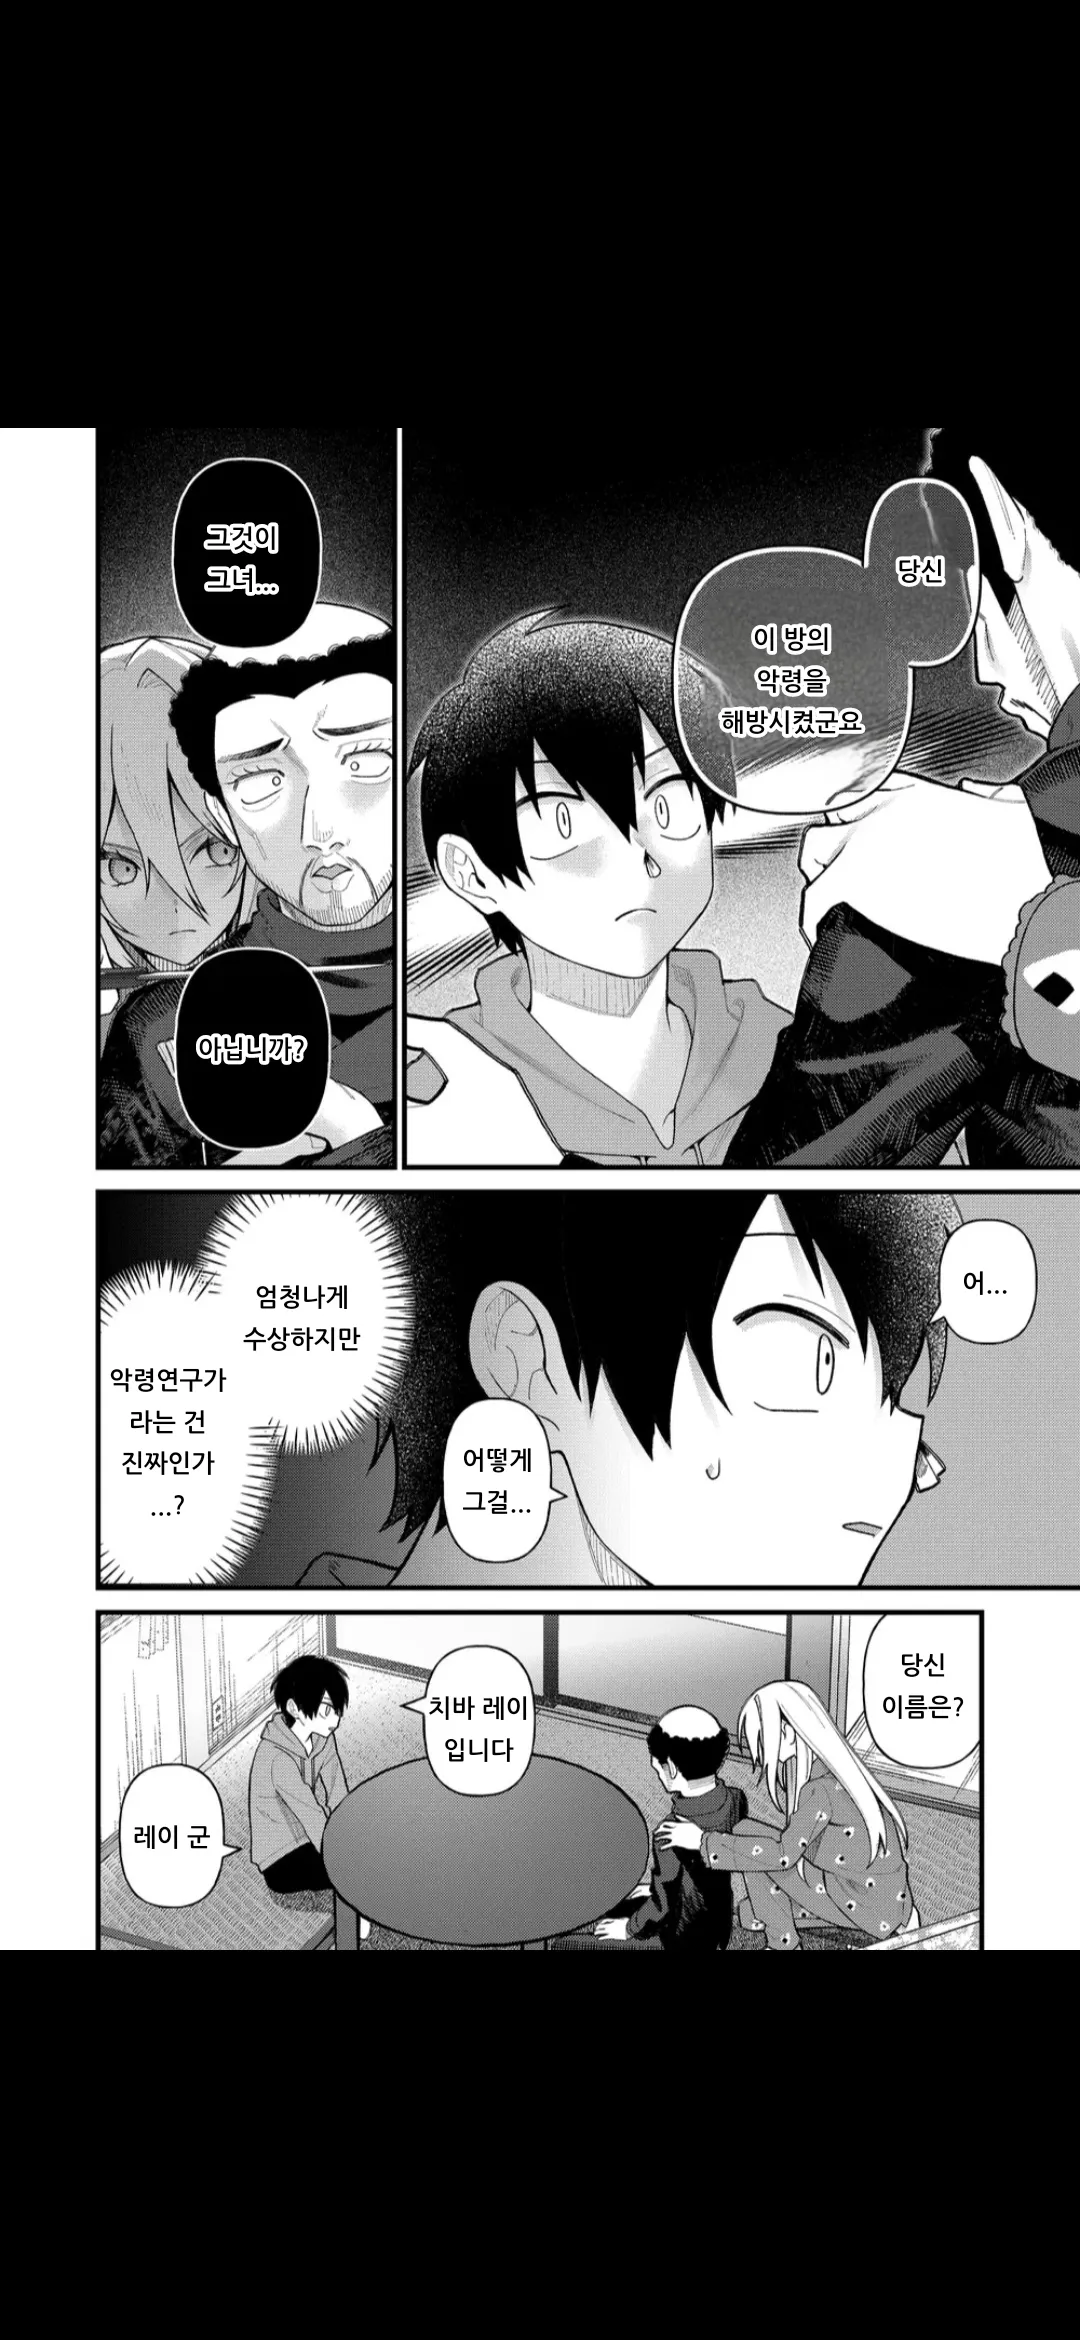 당신
이 방의
악령을
해방시켰군요
그것이
그녀...
아닙니까?
어...
어떻게
그걸...
엄청나게
수상하지만
악령연구가
라는 건
진짜인가
...?
당신
이름은?
치바 레이
입니다
레이 군